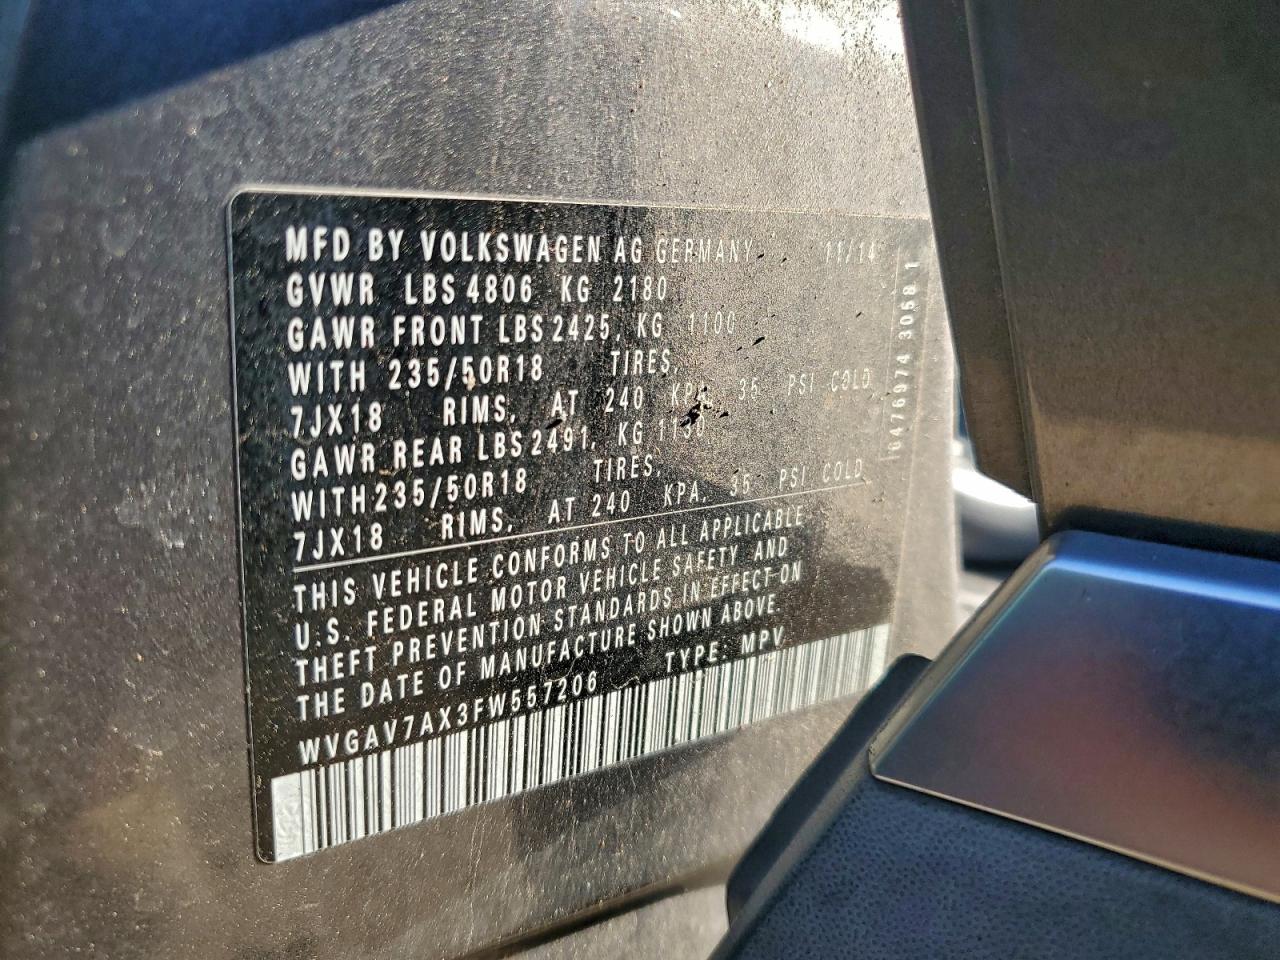 MFD BY VOLKSWAGEN AG GERMANY 11/14
GVWR LBS 4806 KG 2180
GAWR FRONT LBS 2425, KG 1100
WITH 235/50R18 TIRES,
7JX18 RIMS, AT 240 KPA, 35 PSI COLD
GAWR REAR LBS 2491, KG 1130,
WITH 235/50R18 TIRES,
7JX18 RIMS, AT 240 KPA, 35 PSI COLD
THIS VEHICLE CONFORMS TO ALL APPLICABLE
U.S. FEDERAL MOTOR VEHICLE SAFETY AND
THEFT PREVENTION STANDARDS IN EFFECT ON
THE DATE OF MANUFACTURE SHOWN ABOVE.
WVGAV7AX3FW557206 TYPE: MPV